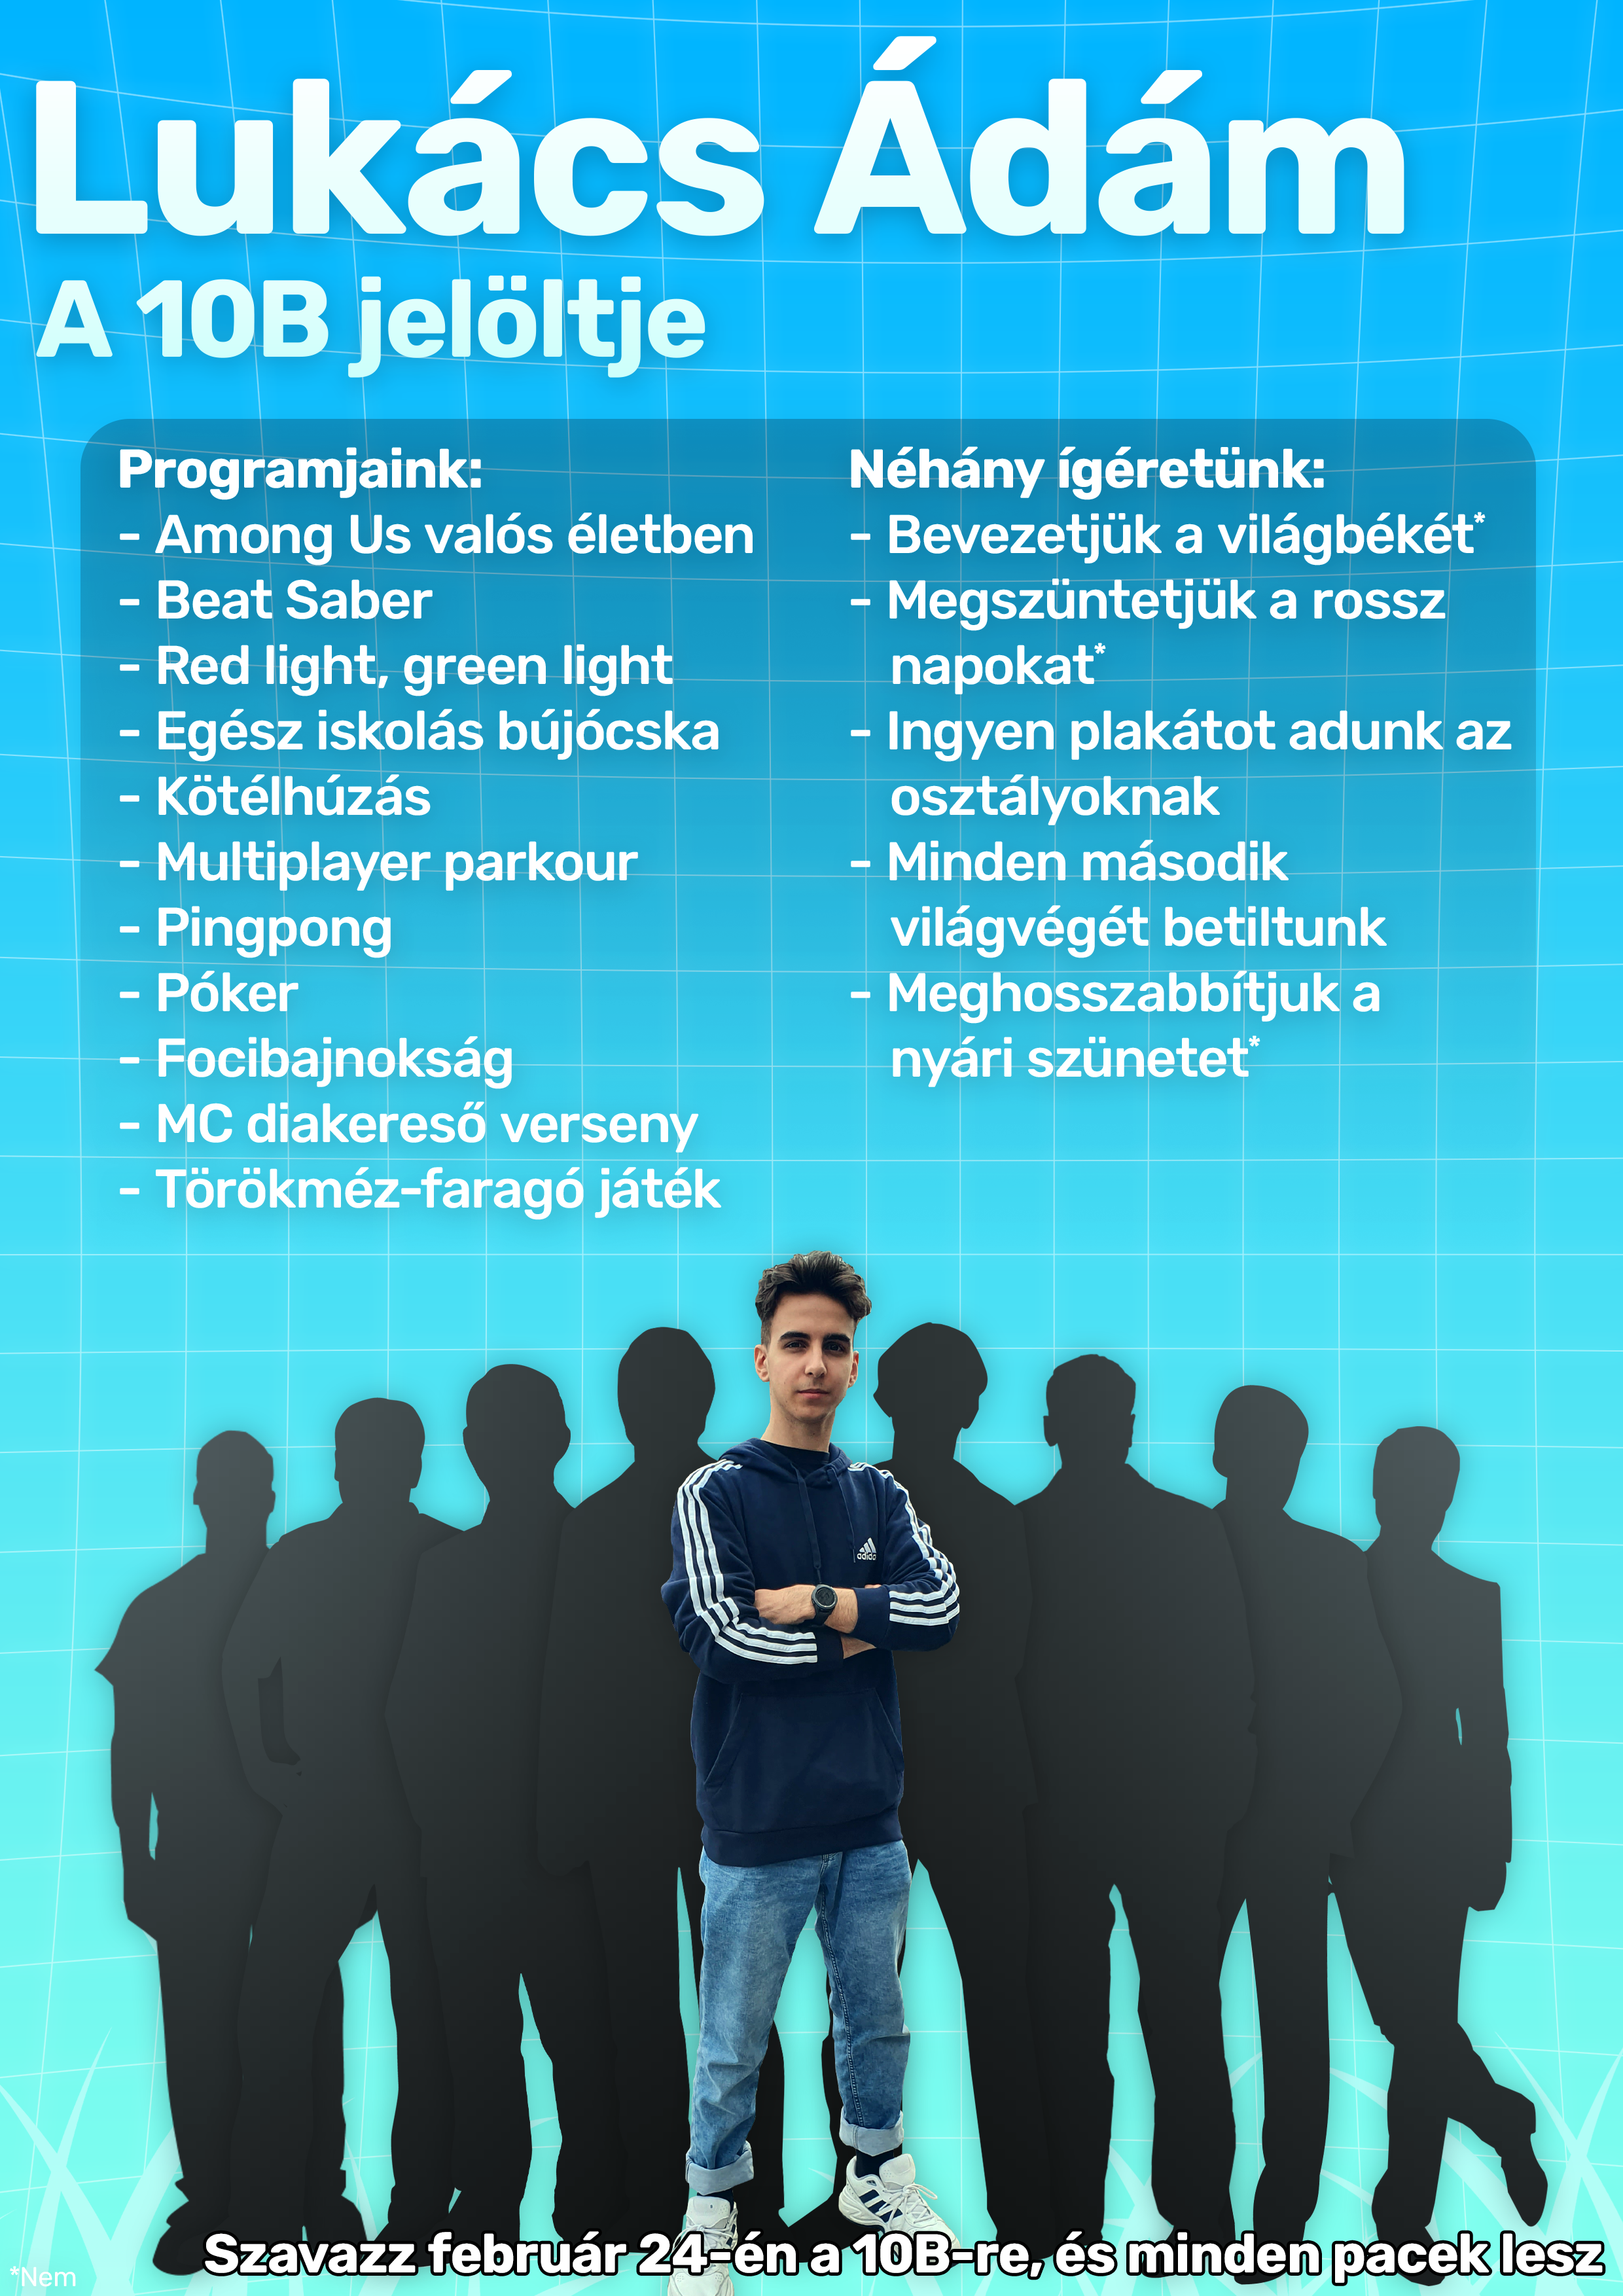 Lukács Ádám
A 10B jelöltje
Programjaink:
- Among Us valós életben
- Beat Saber
- Red light, green light
- Egész iskolás bújócska
- Kötélhúzás
- Multiplayer parkour
- Pingpong
- Póker
- Focibajnokság
- MC diakereső verseny
- Törökméz-faragó játék
Néhány ígéretünk:
- Bevezetjük a világbékét*
- Megszüntetjük a rossz
napokat*
- Ingyen plakátot adunk az
osztályoknak
- Minden második
világvégét betiltunk
- Meghosszabbítjuk a
nyári szünetet*
adidas
Szavazz február 24-én a 10B-re, és minden pacek lesz
*Nem